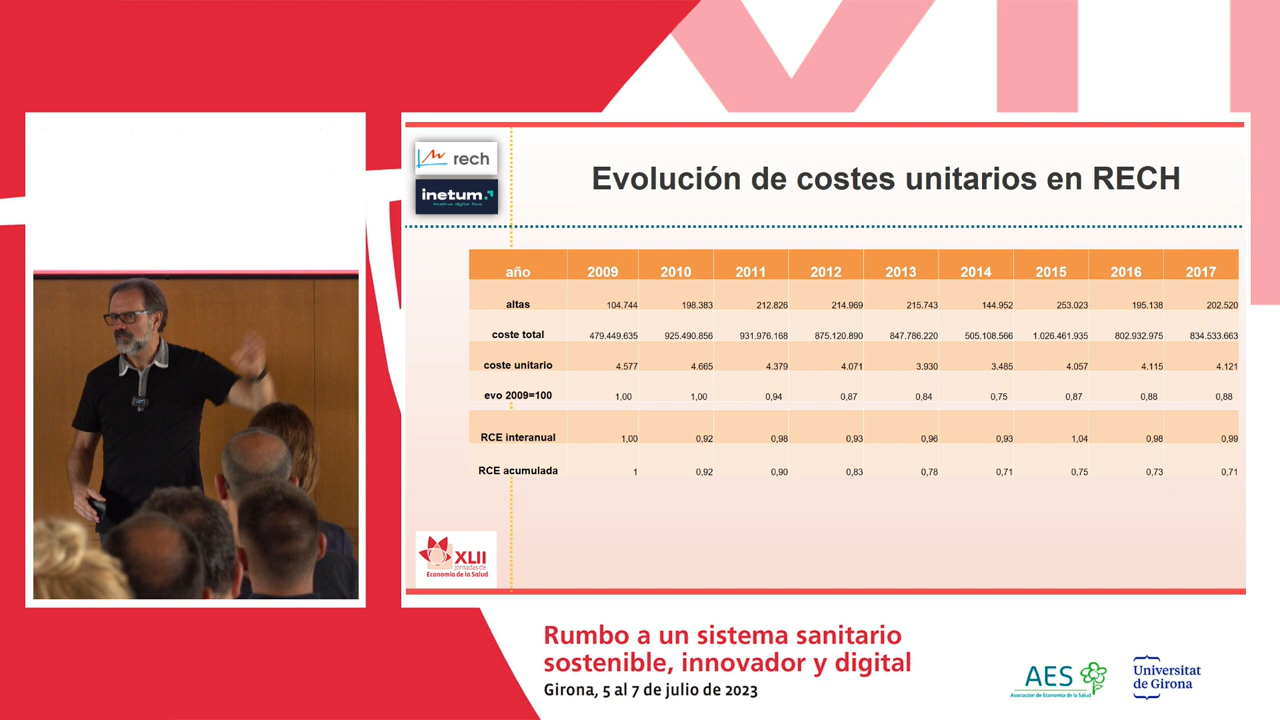 rech
inetum.
Positive digital flow
Evolución de costes unitarios en RECH
año 2009 2010 2011 2012 2013 2014 2015 2016 2017
altas 104.744 198.383 212.826 214.969 215.743 144.952 253.023 195.138 202.520
coste total 479.449.635 925.490.856 931.976.168 875.120.890 847.786.220 505.108.566 1.026.461.935 802.932.975 834.533.663
coste unitario 4.577 4.665 4.379 4.071 3.930 3.485 4.057 4.115 4.121
evo 2009=100 1,00 1,00 0,94 0,87 0,84 0,75 0,87 0,88 0,88
RCE interanual 1,00 0,92 0,98 0,93 0,96 0,93 1,04 0,98 0,99
RCE acumulada 1 0,92 0,90 0,83 0,78 0,71 0,75 0,73 0,71
XLII
Jornadas de
Economía de la Salud
Rumbo a un sistema sanitario
sostenible, innovador y digital
Girona, 5 al 7 de julio de 2023
AES
Asociación de Economía de la Salud
Universitat
de Girona